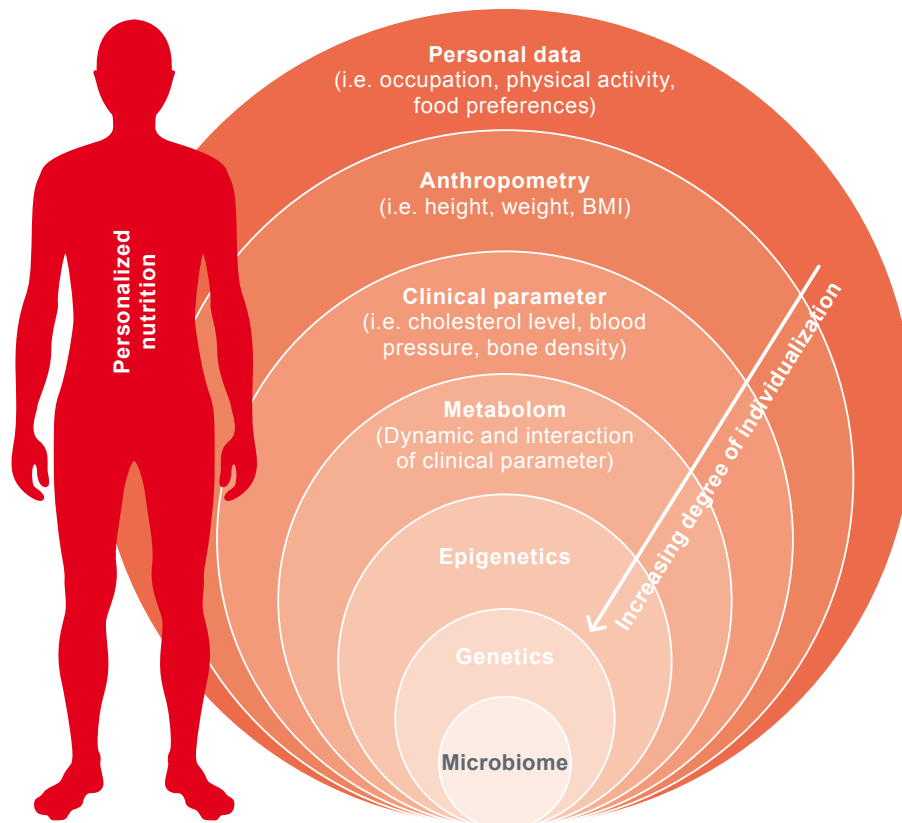 Personal data
(i.e. occupation, physical activity,
food preferences)
Anthropometry
(i.e. height, weight, BMI)
Clinical parameter
(i.e. cholesterol level, blood
pressure, bone density)
Metabolom
(Dynamic and interaction
of clinical parameter)
Epigenetics
Genetics
Microbiome
Personalized
nutrition
Increasing degree of individualization